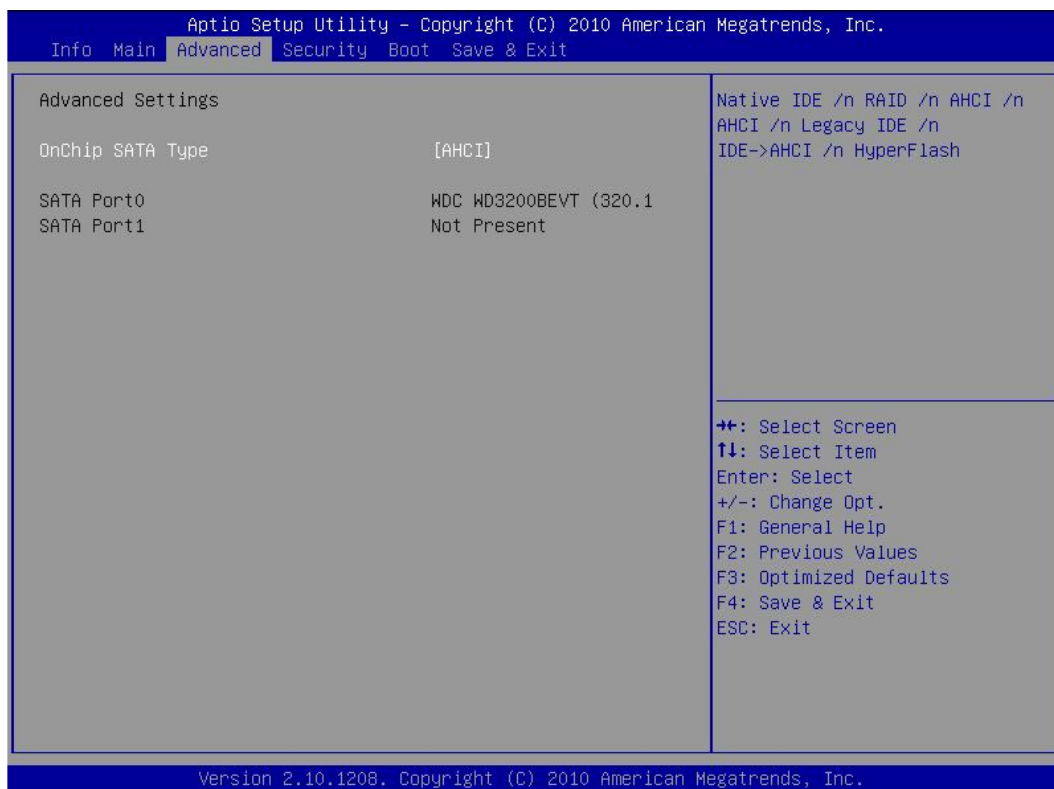 Aptio Setup Utility – Copyright (C) 2010 American Megatrends, Inc.
Info Main Advanced Security Boot Save & Exit
Advanced Settings
OnChip SATA Type [AHCI]
SATA Port0 WDC WD3200BEVT (320.1
SATA Port1 Not Present
Native IDE /n RAID /n AHCI /n
AHCI /n Legacy IDE /n
IDE->AHCI /n HyperFlash
→←: Select Screen
↑↓: Select Item
Enter: Select
+/-: Change Opt.
F1: General Help
F2: Previous Values
F3: Optimized Defaults
F4: Save & Exit
ESC: Exit
Version 2.10.1208. Copyright (C) 2010 American Megatrends, Inc.